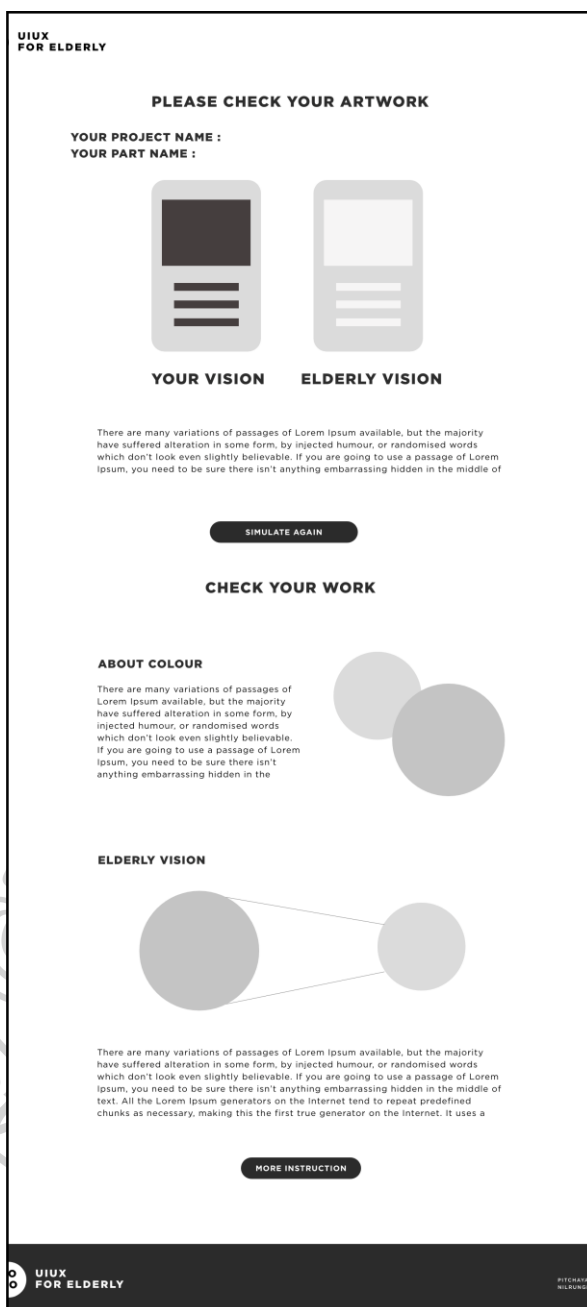 UIUX
FOR ELDERLY
PLEASE CHECK YOUR ARTWORK
YOUR PROJECT NAME :
YOUR PART NAME :
YOUR VISION ELDERLY VISION
There are many variations of passages of Lorem Ipsum available, but the majority
have suffered alteration in some form, by injected humour, or randomised words
which don't look even slightly believable. If you are going to use a passage of Lorem
Ipsum, you need to be sure there isn't anything embarrassing hidden in the middle of
SIMULATE AGAIN
CHECK YOUR WORK
ABOUT COLOUR
There are many variations of passages of
Lorem Ipsum available, but the majority
have suffered alteration in some form, by
injected humour, or randomised words
which don't look even slightly believable.
If you are going to use a passage of Lorem
Ipsum, you need to be sure there isn't
anything embarrassing hidden in the
ELDERLY VISION
There are many variations of passages of Lorem Ipsum available, but the majority
have suffered alteration in some form, by injected humour, or randomised words
which don't look even slightly believable. If you are going to use a passage of Lorem
Ipsum, you need to be sure there isn't anything embarrassing hidden in the middle of
text. All the Lorem Ipsum generators on the Internet tend to repeat predefined
chunks as necessary, making this the first true generator on the Internet. It uses a
MORE INSTRUCTION
UIUX
FOR ELDERLY